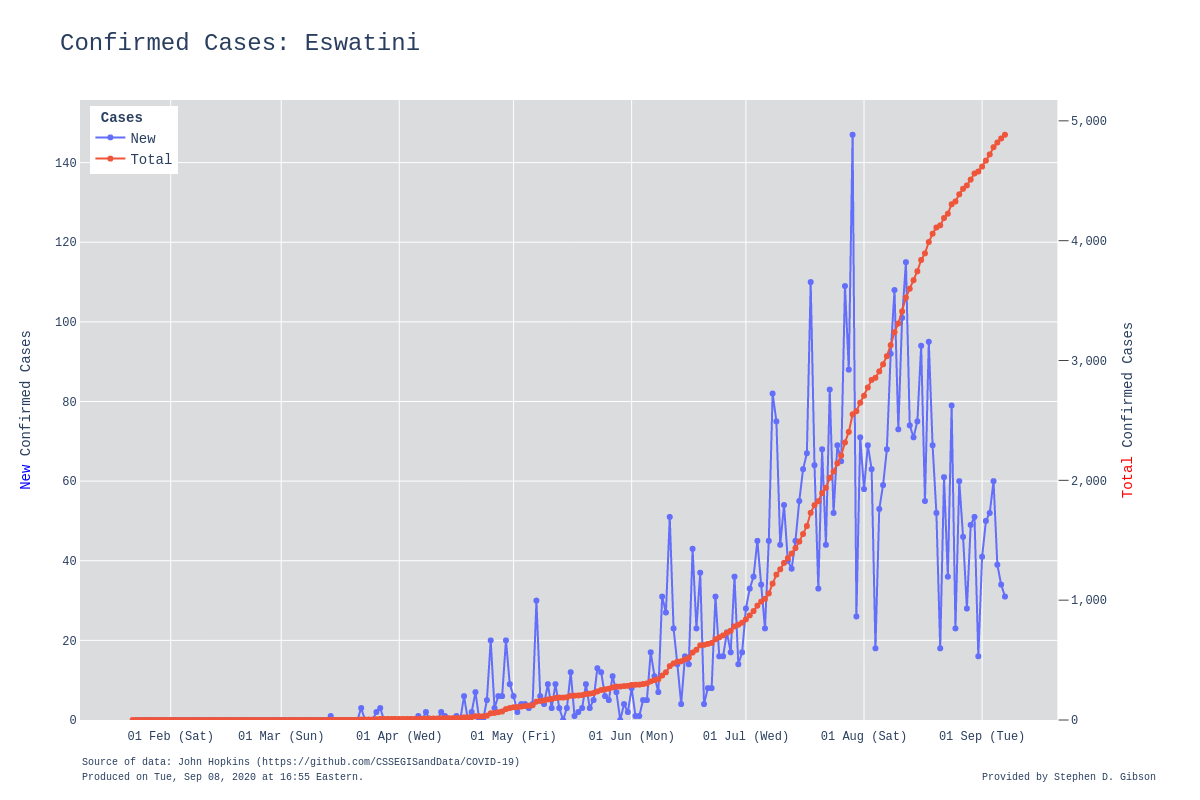 Confirmed Cases: Eswatini
Cases
New
Total
140
120
100
80
60
40
20
0
New Confirmed Cases
5,000
4,000
3,000
2,000
1,000
0
Total Confirmed Cases
01 Feb (Sat) 01 Mar (Sun) 01 Apr (Wed) 01 May (Fri) 01 Jun (Mon) 01 Jul (Wed) 01 Aug (Sat) 01 Sep (Tue)
Source of data: John Hopkins (https://github.com/CSSEGISandData/COVID-19)
Produced on Tue, Sep 08, 2020 at 16:55 Eastern.
Provided by Stephen D. Gibson